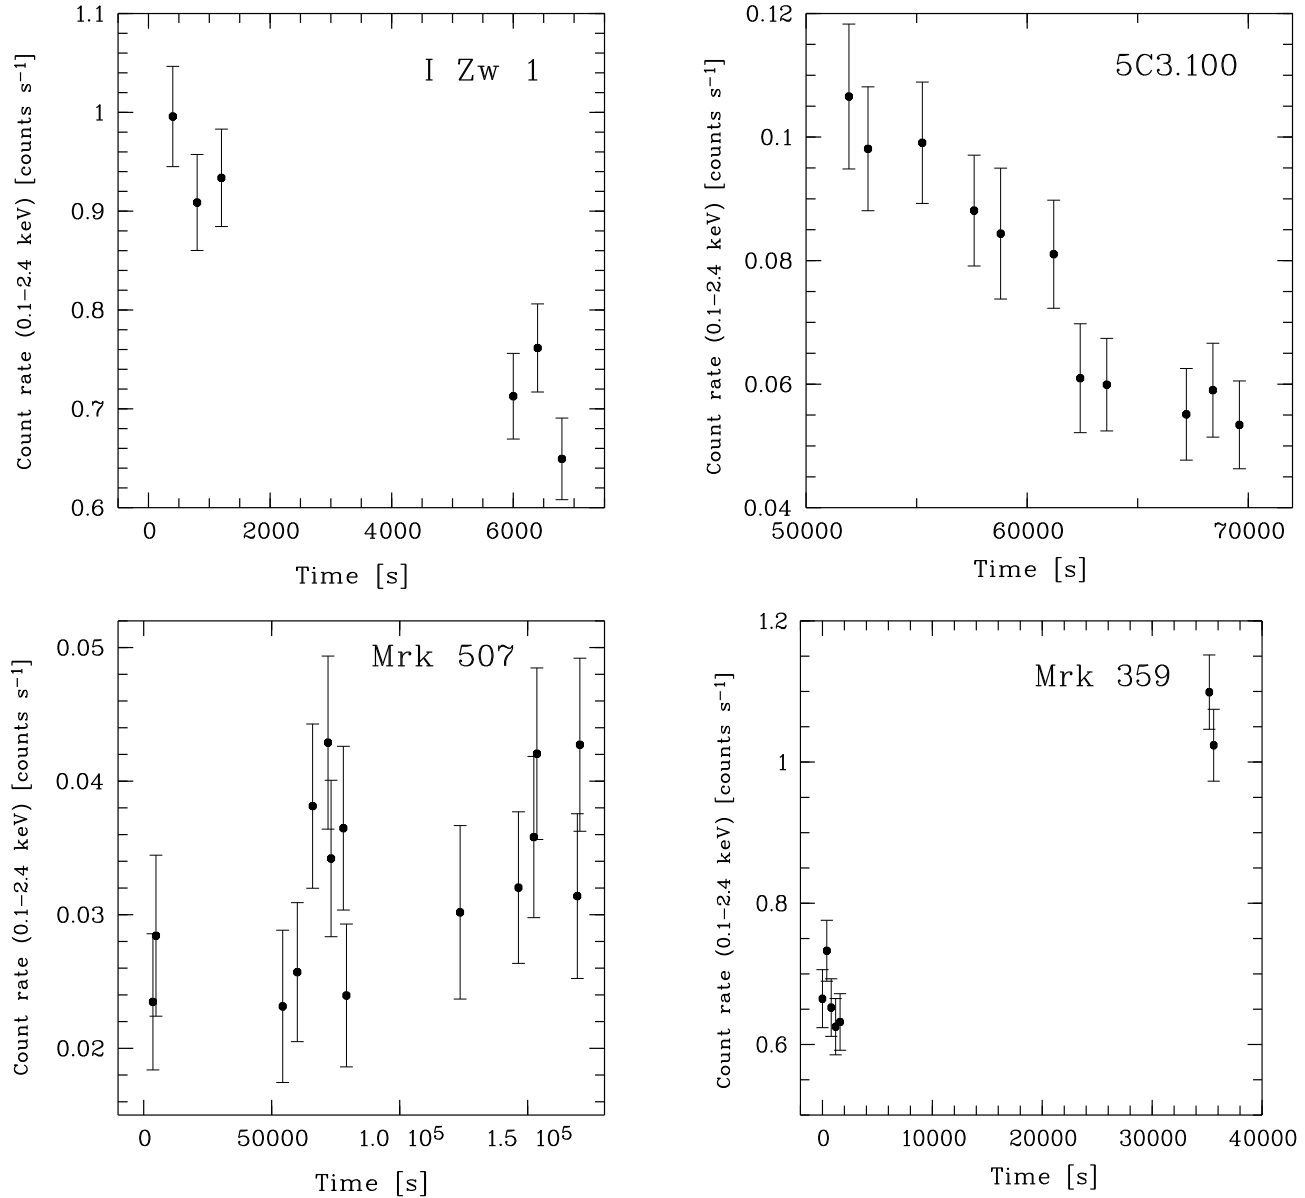 I Zw 1
Count rate (0.1−2.4 keV) [counts s⁻¹]
1.1
1
0.9
0.8
0.7
0.6
0 2000 4000 6000
Time [s]
5C3.100
Count rate (0.1−2.4 keV) [counts s⁻¹]
0.12
0.1
0.08
0.06
0.04
50000 60000 70000
Time [s]
Mrk 507
Count rate (0.1−2.4 keV) [counts s⁻¹]
0.05
0.04
0.03
0.02
0 50000 1.0 10⁵ 1.5 10⁵
Time [s]
Mrk 359
Count rate (0.1−2.4 keV) [counts s⁻¹]
1.2
1
0.8
0.6
0 10000 20000 30000 40000
Time [s]